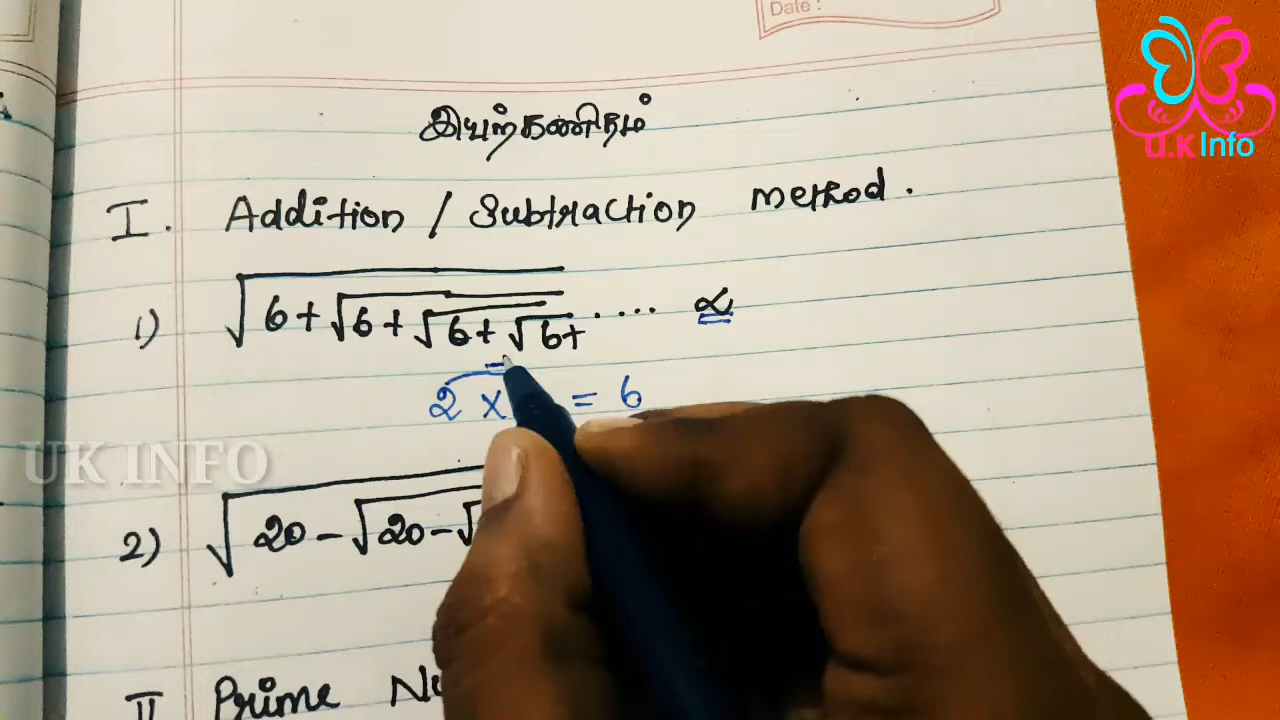 Date :
U.K Info
இயற்கணிதம்
I. Addition / Subtraction method.
1) √6+√6+√6+√6+ ..... α
2 x = 6
UK INFO
2) √20-√20-√
II Prime